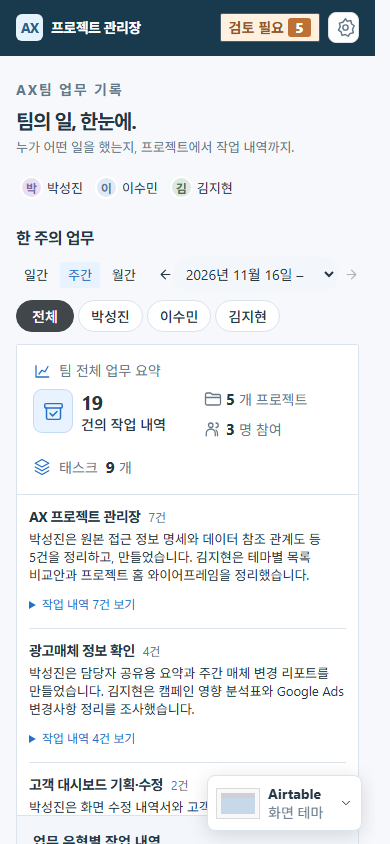 AX 프로젝트 관리장 검토 필요 5
AX팀 업무 기록
팀의 일, 한눈에.
누가 어떤 일을 했는지, 프로젝트에서 작업 내역까지.
박 박성진 이 이수민 김 김지현
한 주의 업무
일간 주간 월간 ← 2026년 11월 16일 – →
전체 박성진 이수민 김지현
팀 전체 업무 요약
19
건의 작업 내역
5 개 프로젝트
3 명 참여
태스크 9 개
AX 프로젝트 관리장 7건
박성진은 원본 접근 정보 명세와 데이터 참조 관계도 등
5건을 정리하고, 만들었습니다. 김지현은 테마별 목록
비교안과 프로젝트 홈 와이어프레임을 정리했습니다.
▶ 작업 내역 7건 보기
광고매체 정보 확인 4건
박성진은 담당자 공유용 요약과 주간 매체 변경 리포트를
만들었습니다. 김지현은 캠페인 영향 분석표와 Google Ads
변경사항 정리를 조사했습니다.
▶ 작업 내역 4건 보기
고객 대시보드 기획·수정 2건
박성진은 화면 수정 내역서와 고객
Airtable
화면 테마
업무 유형별 작업 내역